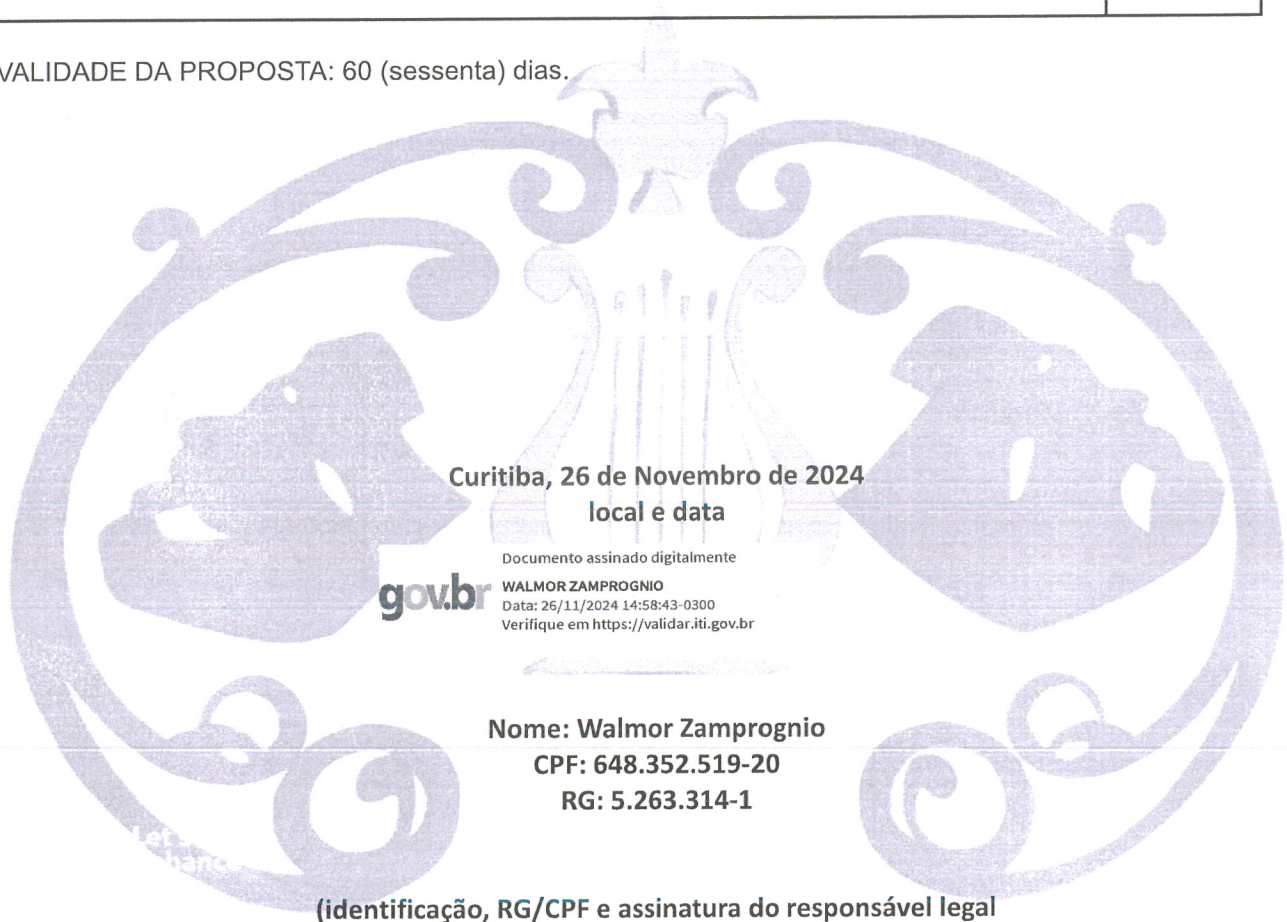 VALIDADE DA PROPOSTA: 60 (sessenta) dias.
Curitiba, 26 de Novembro de 2024
local e data
gov.br
Documento assinado digitalmente
WALMOR ZAMPROGNIO
Data: 26/11/2024 14:58:43-0300
Verifique em https://validar.iti.gov.br
Nome: Walmor Zamprognio
CPF: 648.352.519-20
RG: 5.263.314-1
(identificação, RG/CPF e assinatura do responsável legal